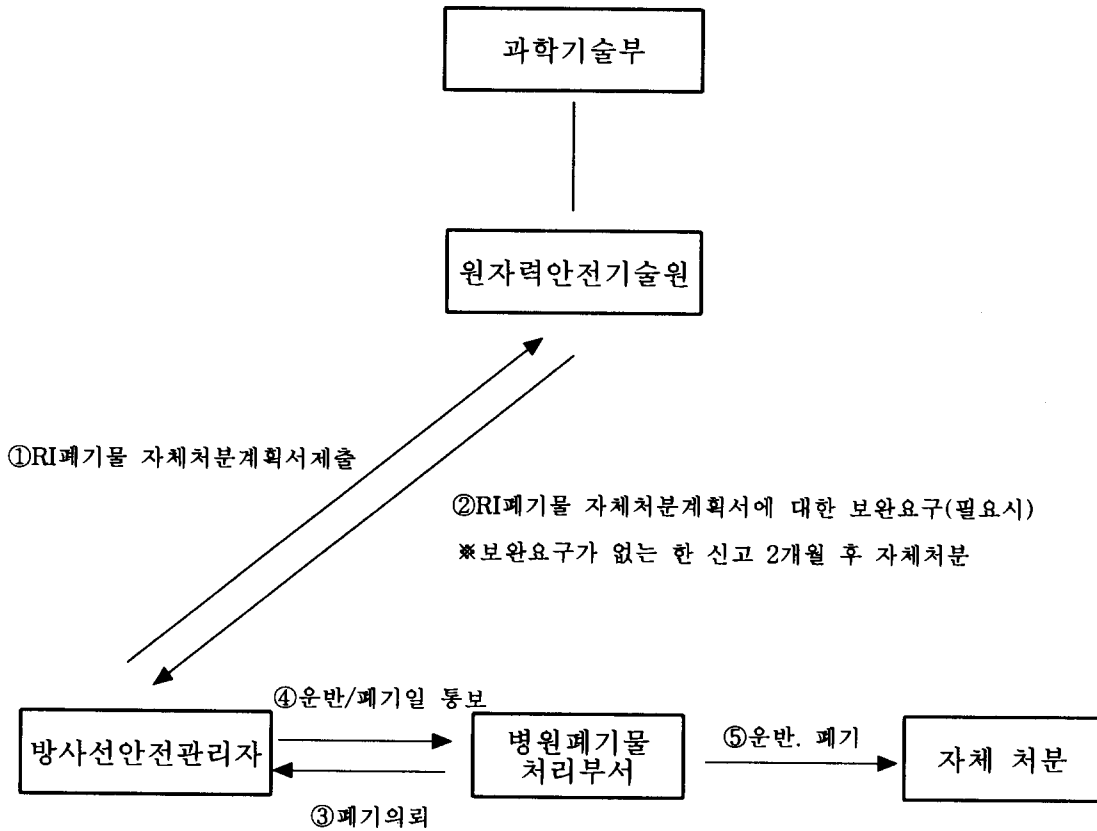 과학기술부
원자력안전기술원
①RI폐기물 자체처분계획서제출
②RI폐기물 자체처분계획서에 대한 보완요구(필요시)
※보완요구가 없는 한 신고 2개월 후 자체처분
④운반/폐기일 통보
방사선안전관리자
병원폐기물
처리부서
⑤운반. 폐기
자체 처분
③폐기의뢰